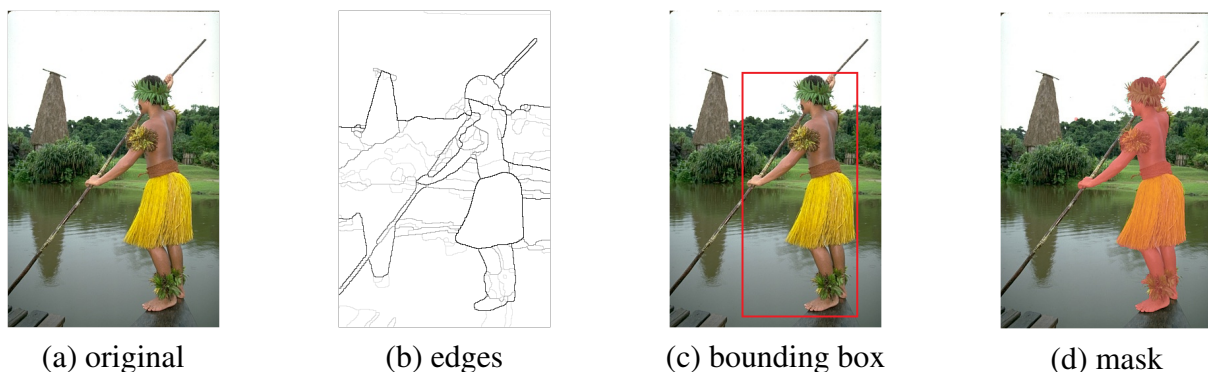 (a) original
(b) edges
(c) bounding box
(d) mask